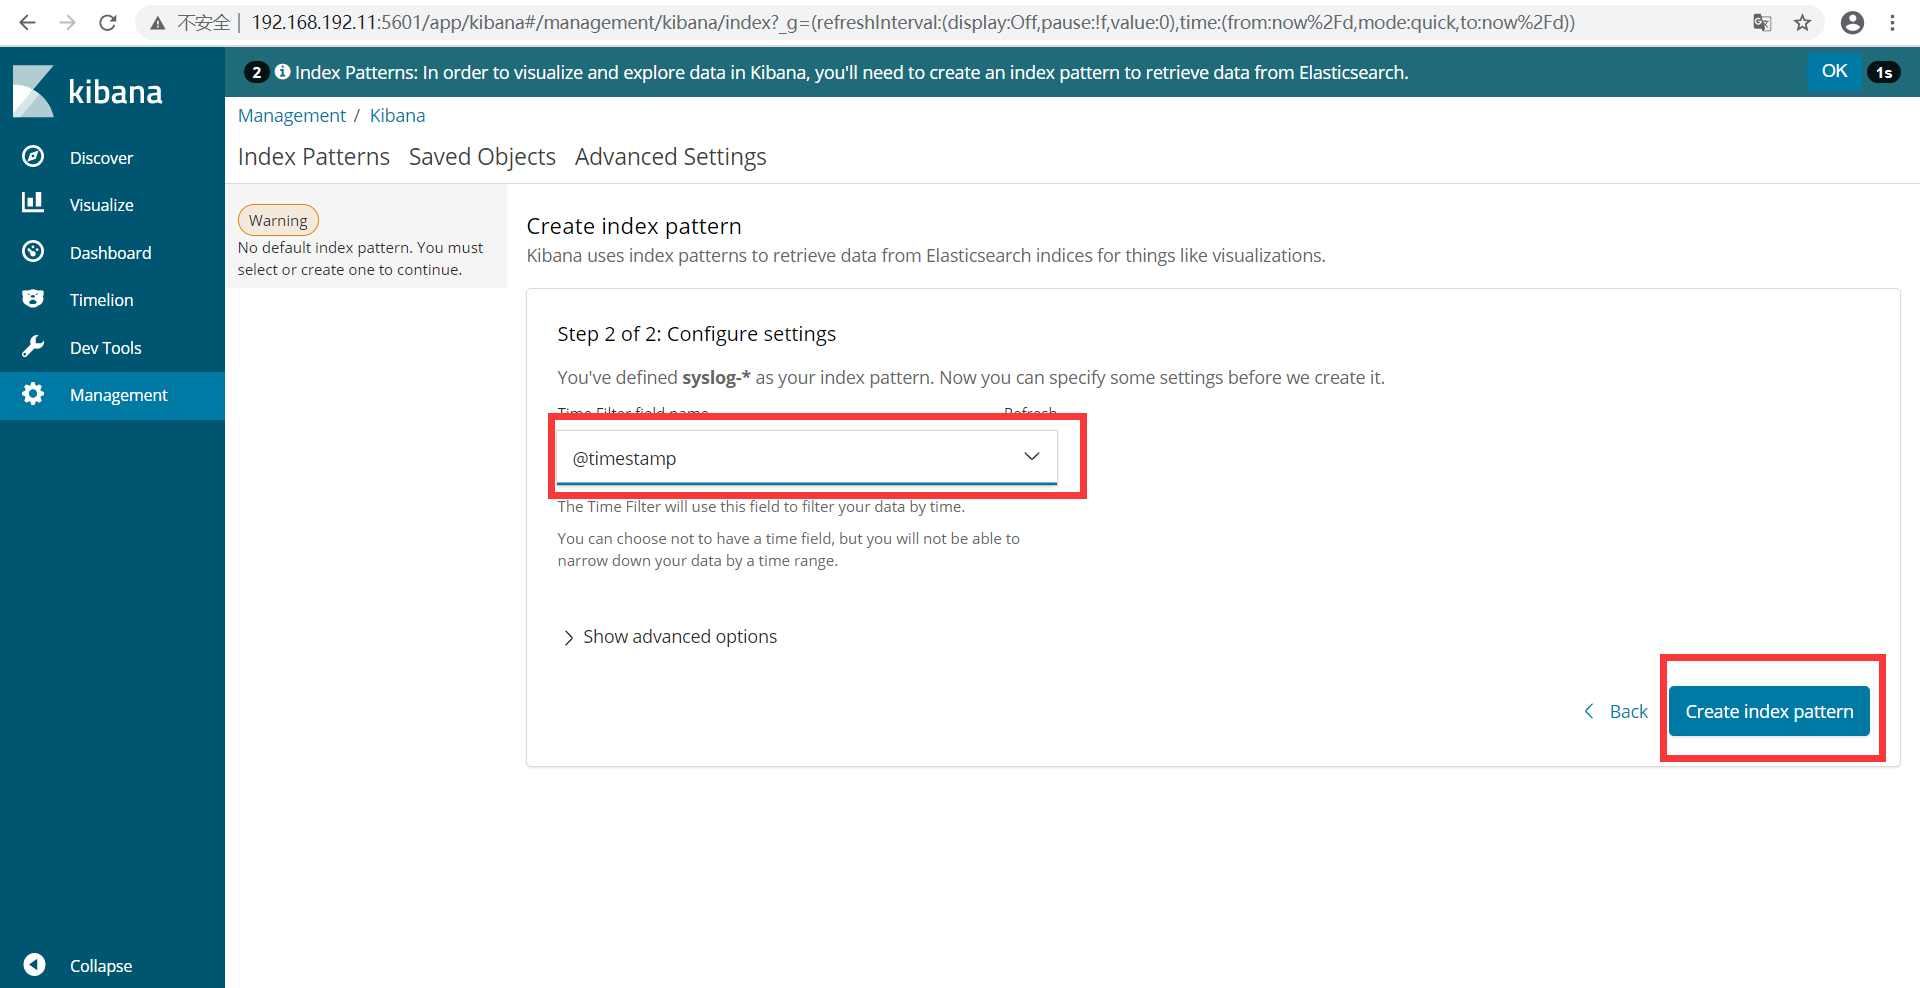 不安全 | 192.168.192.11:5601/app/kibana#/management/kibana/index?_g=(refreshInterval:(display:Off,pause:!f,value:0),time:(from:now%2Fd,mode:quick,to:now%2Fd))
kibana
2 Index Patterns: In order to visualize and explore data in Kibana, you'll need to create an index pattern to retrieve data from Elasticsearch. OK 1s
Management / Kibana
Index Patterns Saved Objects Advanced Settings
Discover
Visualize
Dashboard
Timelion
Dev Tools
Management
Collapse
Warning
No default index pattern. You must
select or create one to continue.
Create index pattern
Kibana uses index patterns to retrieve data from Elasticsearch indices for things like visualizations.
Step 2 of 2: Configure settings
You've defined syslog-* as your index pattern. Now you can specify some settings before we create it.
Time Filter field name Refresh
@timestamp
The Time Filter will use this field to filter your data by time.
You can choose not to have a time field, but you will not be able to
narrow down your data by a time range.
Show advanced options
Back Create index pattern